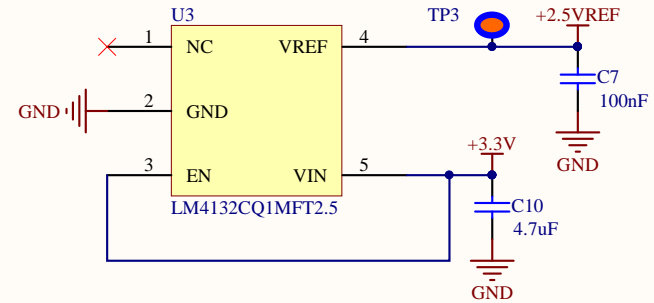 U3
TP3
+2.5VREF
1 NC VREF 4
C7
100nF
GND 2 GND
GND
+3.3V
3 EN VIN 5
LM4132CQ1MFT2.5
C10
4.7uF
GND